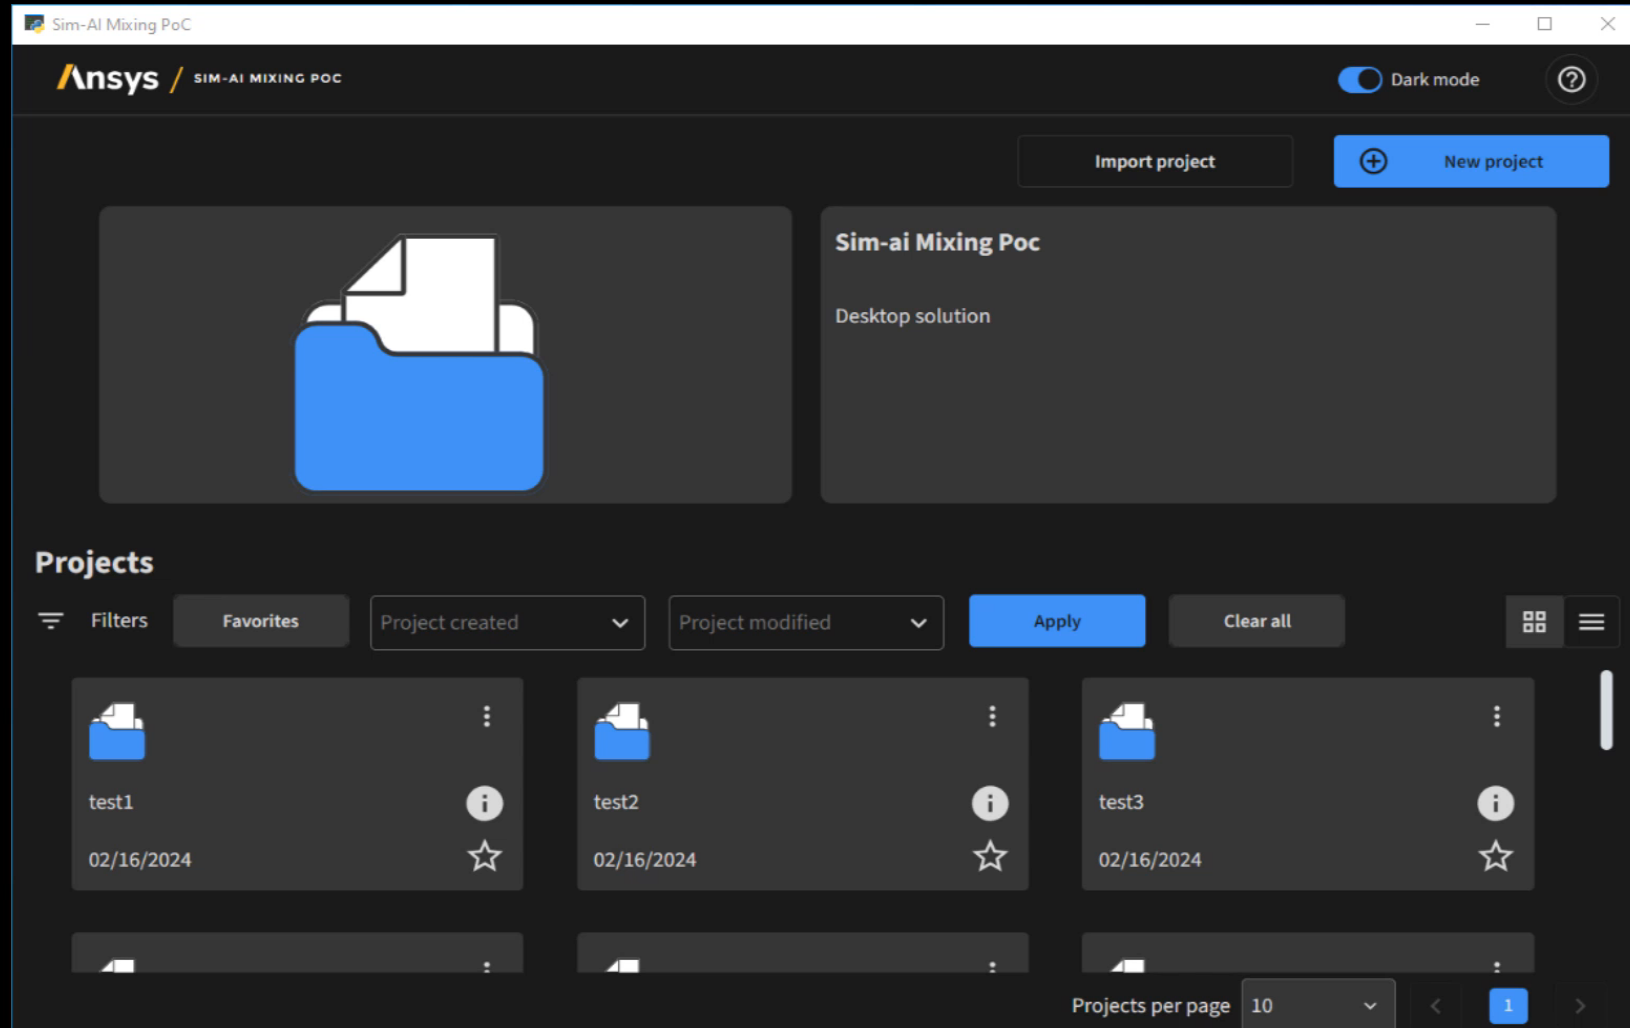 Sim-AI Mixing PoC
Ansys / SIM-AI MIXING POC
Dark mode
Import project
New project
Sim-ai Mixing Poc
Desktop solution
Projects
Filters Favorites Project created Project modified Apply Clear all
test1 test2 test3
02/16/2024 02/16/2024 02/16/2024
Projects per page 10 1